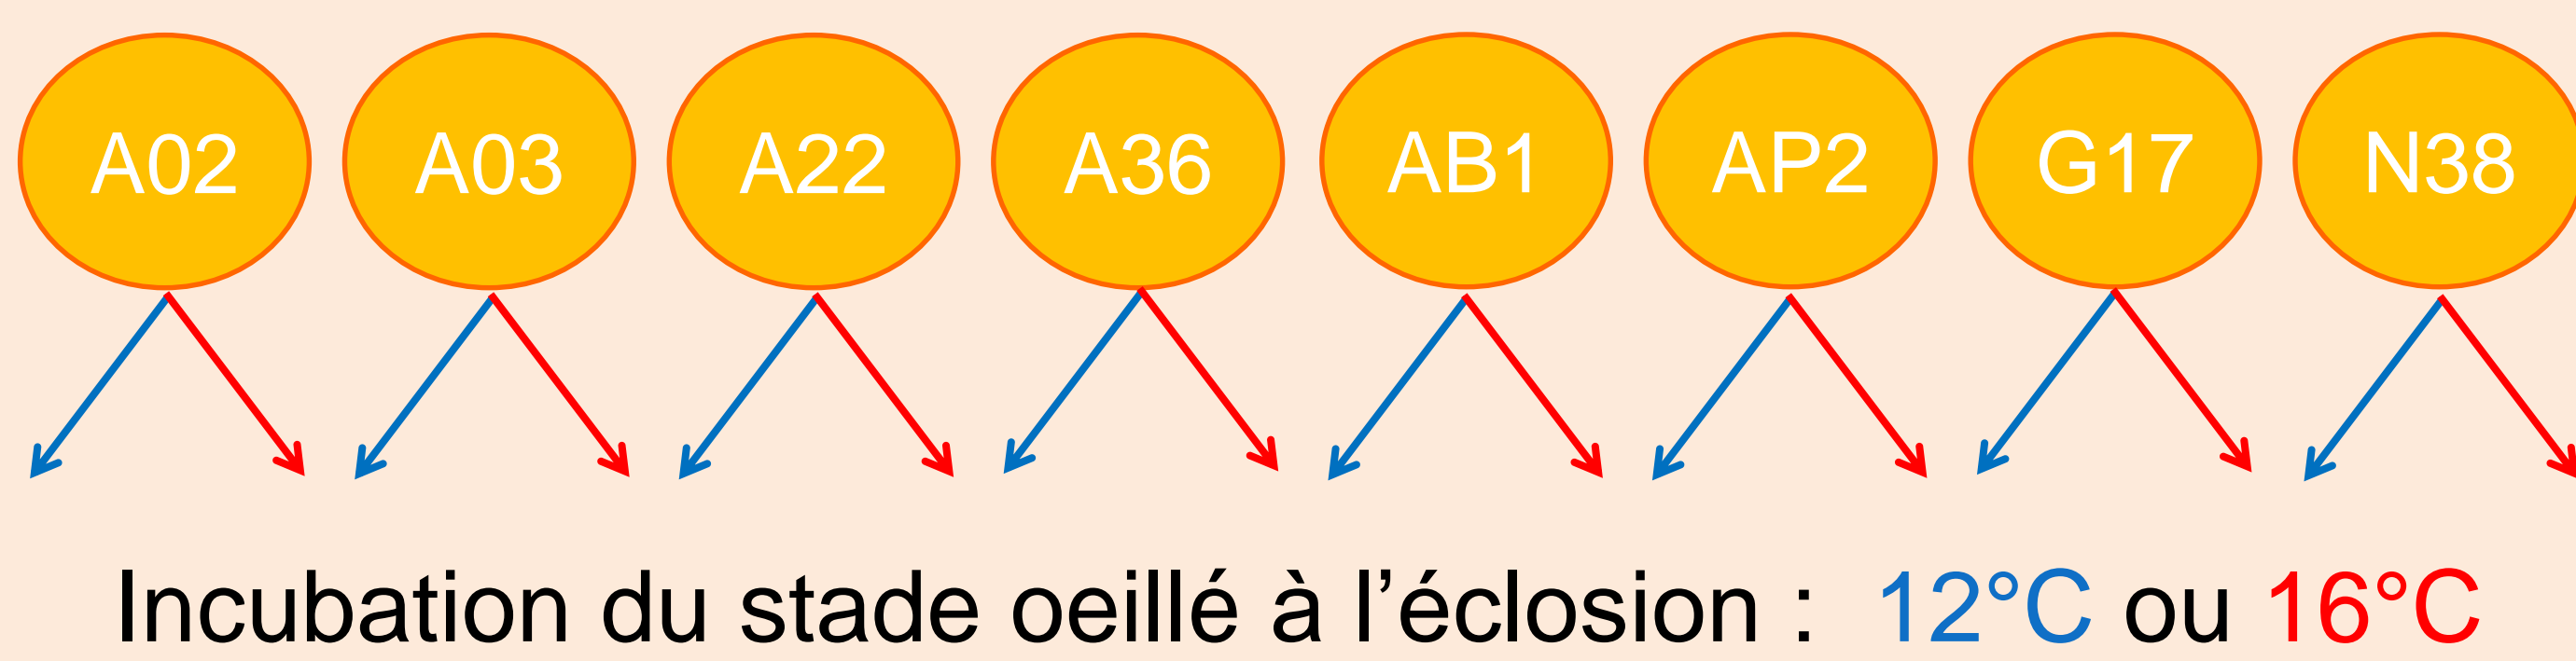 A02 A03 A22 A36 AB1 AP2 G17 N38
Incubation du stade oeillé à l’éclosion : 12°C ou 16°C